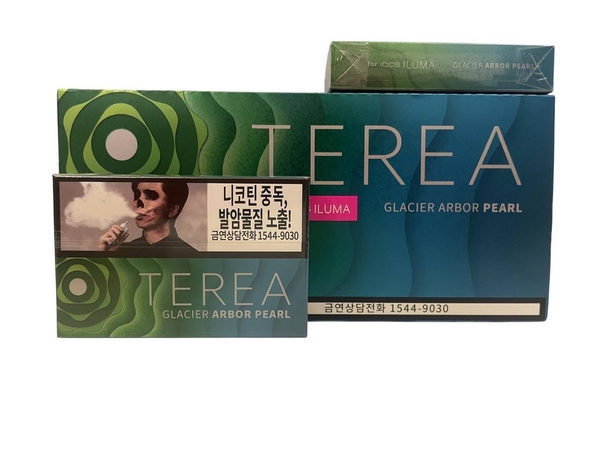 for IQOS ILUMA GLACIER ARBOR PEARL
TEREA
ILUMA
GLACIER ARBOR PEARL
금연상담전화 1544-9030
니코틴 중독,
발암물질 노출!
금연상담전화 1544-9030
TEREA
GLACIER ARBOR PEARL